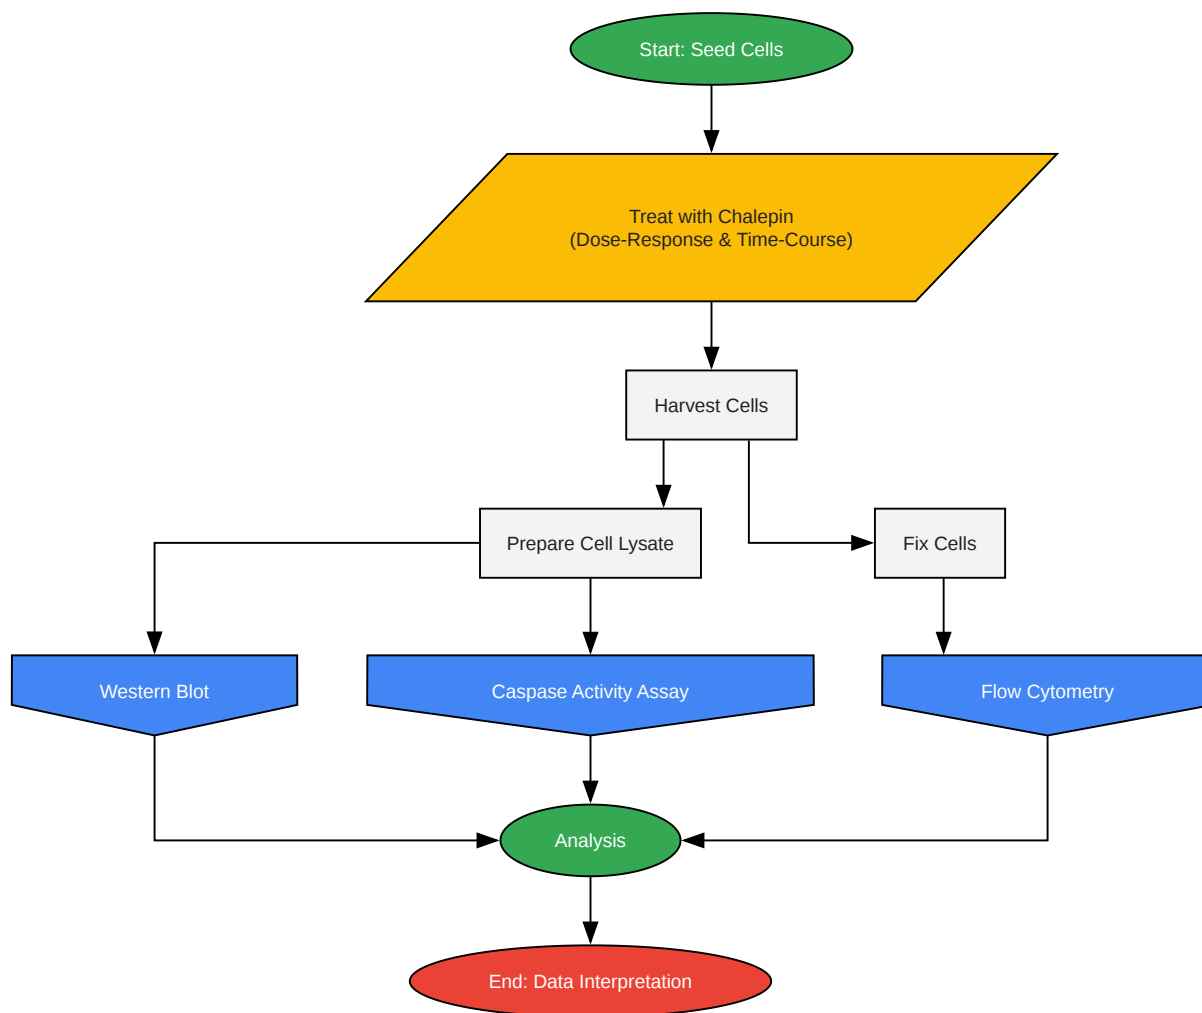 Start: Seed Cells
Treat with Chalepin
(Dose-Response & Time-Course)
Harvest Cells
Prepare Cell Lysate
Fix Cells
Western Blot
Caspase Activity Assay
Flow Cytometry
Analysis
End: Data Interpretation